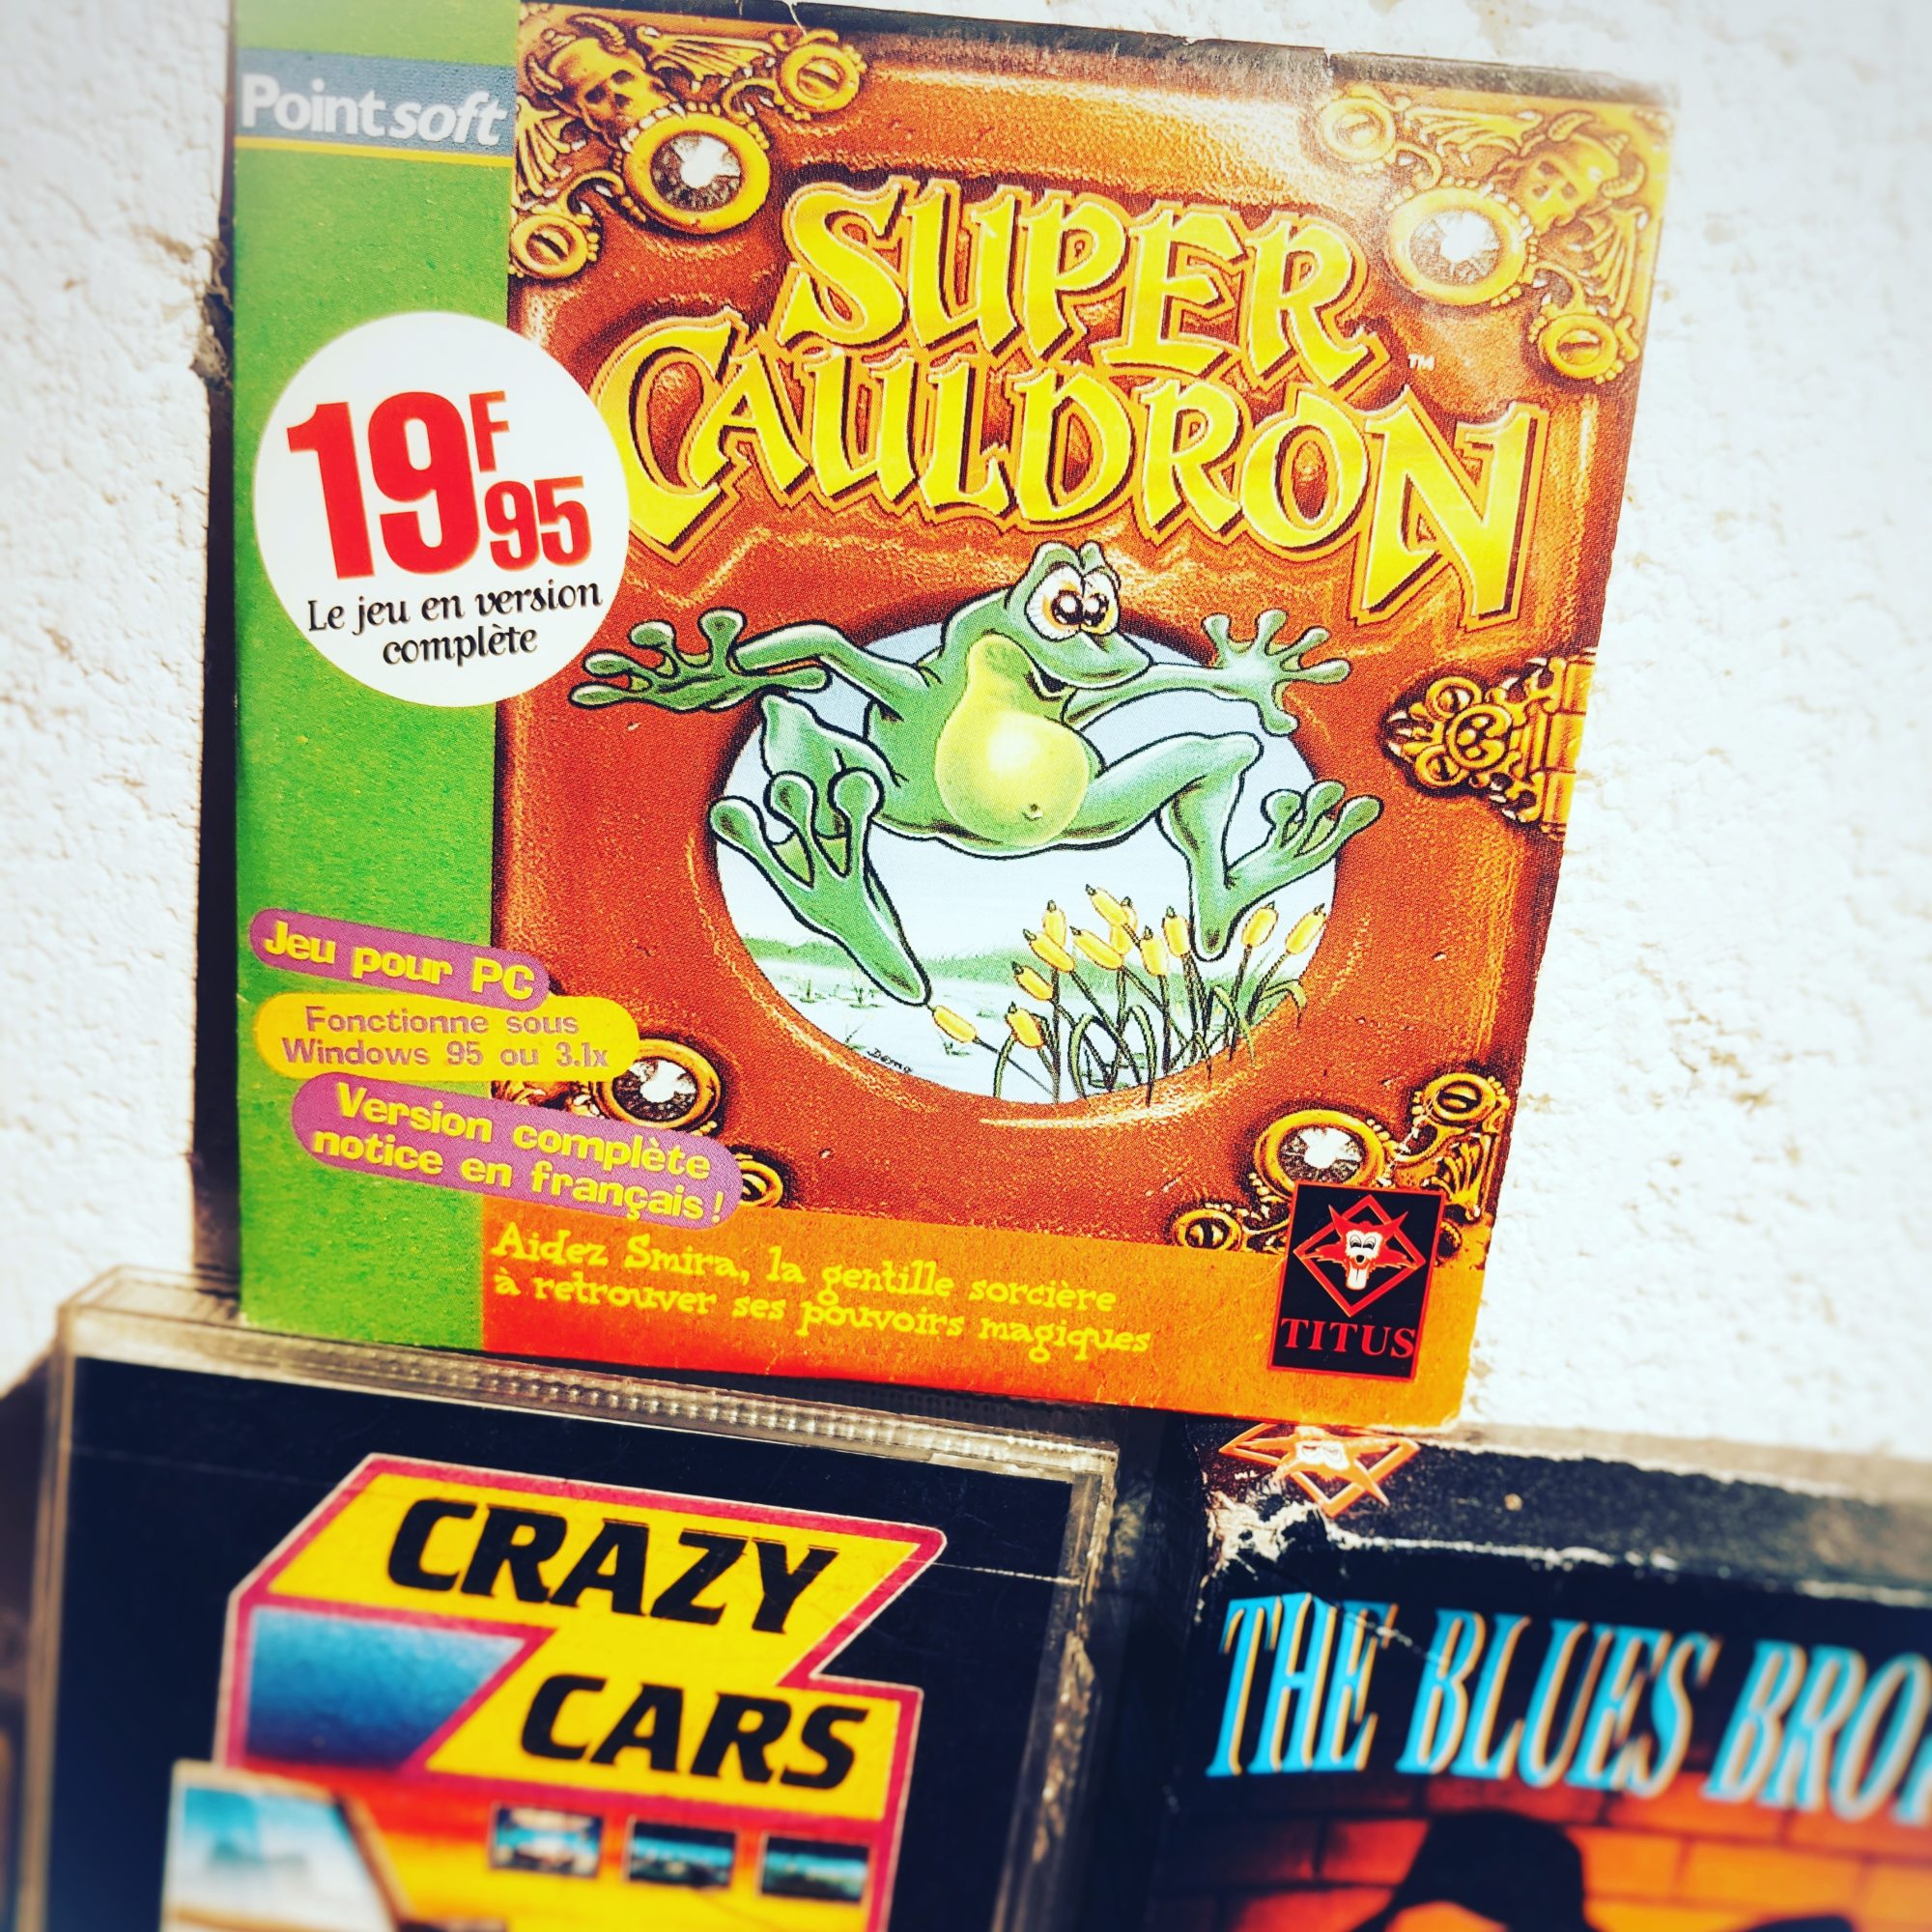 Pointsoft
SUPER
CAULDRON™
19F95
Le jeu en version
complète
Jeu pour PC
Fonctionne sous
Windows 95 ou 3.1x
Version complète
notice en français!
Derna
Aidez Smira, la gentille sorcière
à retrouver ses pouvoirs magiques
TITUS
CRAZY
CARS
THE BLUES BRO